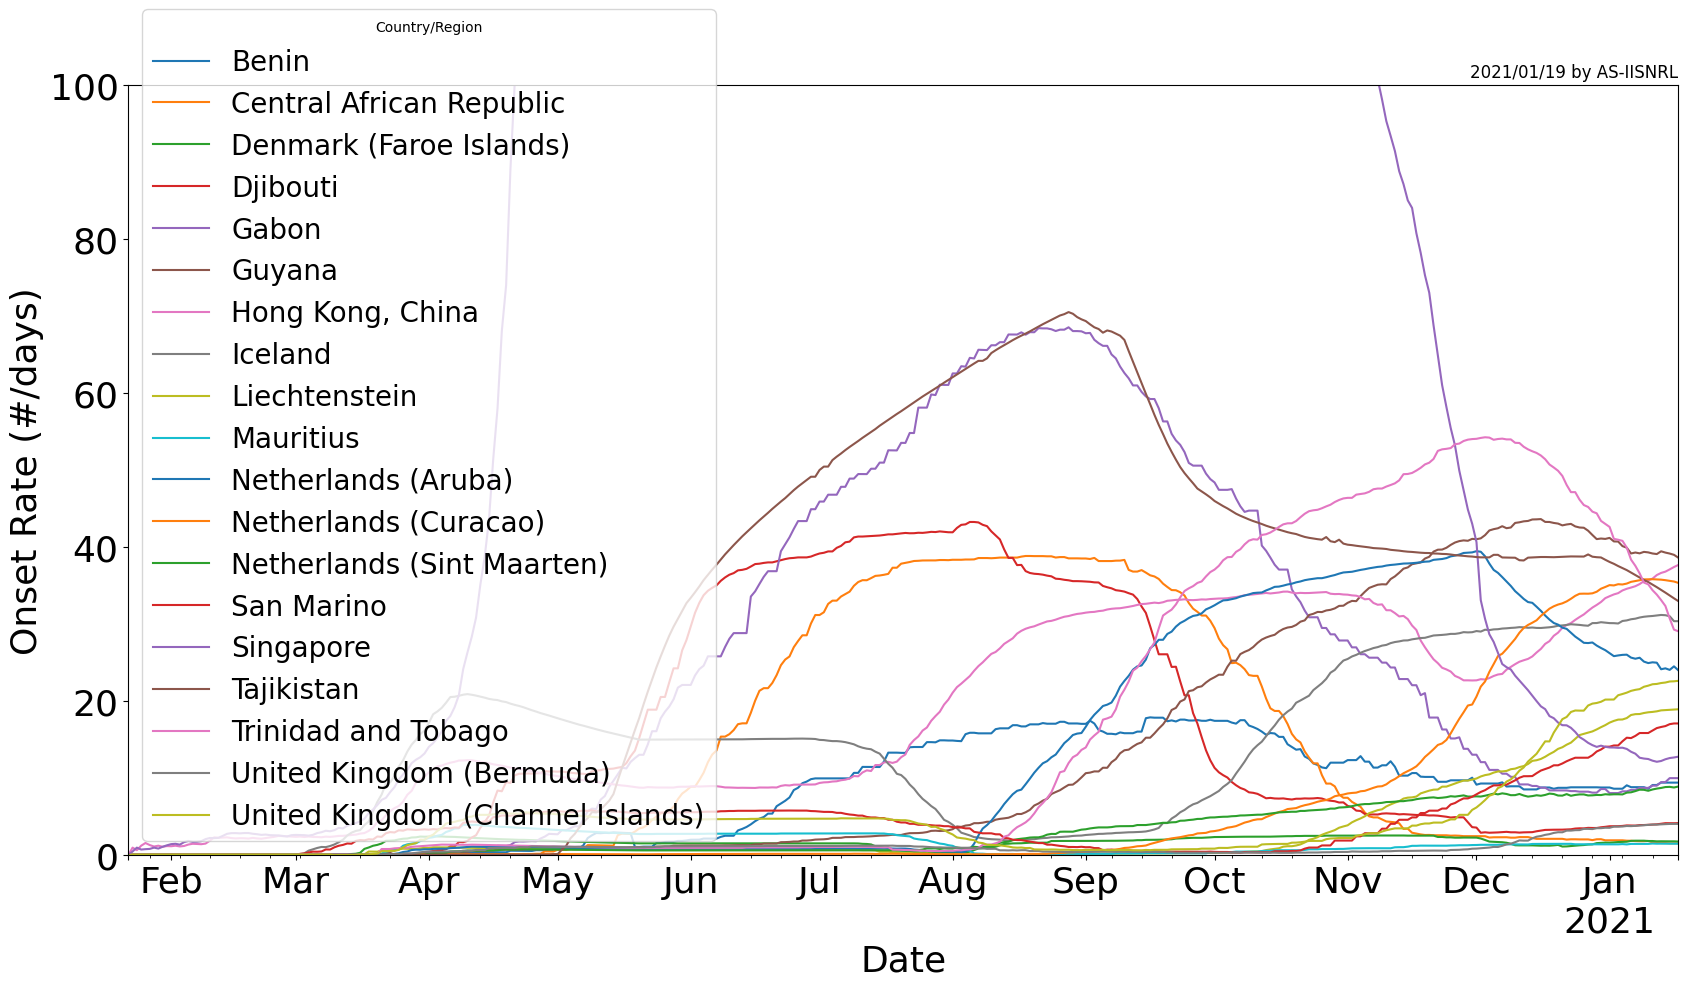 Country/Region
Benin
Central African Republic
Denmark (Faroe Islands)
Djibouti
Gabon
Guyana
Hong Kong, China
Iceland
Liechtenstein
Mauritius
Netherlands (Aruba)
Netherlands (Curacao)
Netherlands (Sint Maarten)
San Marino
Singapore
Tajikistan
Trinidad and Tobago
United Kingdom (Bermuda)
United Kingdom (Channel Islands)
2021/01/19 by AS-IISNRL
100
80
60
40
20
0
Onset Rate (#/days)
Feb Mar Apr May Jun Jul Aug Sep Oct Nov Dec Jan
2021
Date